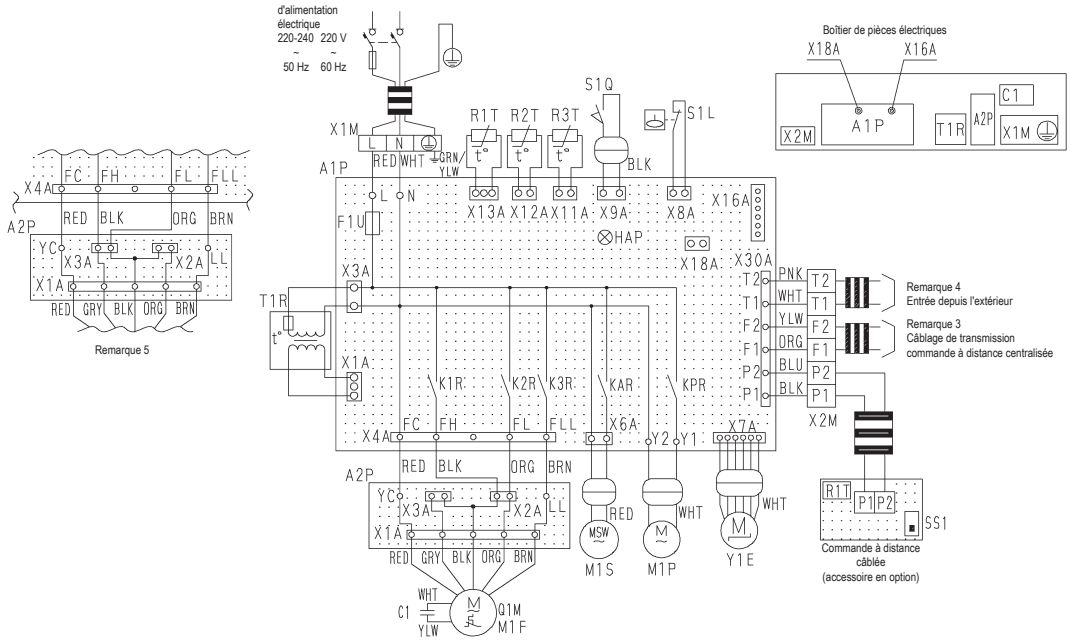 d'alimentation
électrique
220-240 220 V
~ ~
50 Hz 60 Hz
Boîtier de pièces électriques
X18A X16A
X2M
A1P
T1R
A2P
C1
X1M
X1M
L N
RED WHT
GRN/
YLW
R1T R2T R3T
t° t° t°
S1Q
BLK
S1L
A1P
L N
F1U
X13A X12A X11A X9A X8A
X16A
HAP
X18A
X30A
X3A
T1R
t°
X1A
K1R K2R K3R KAR KPR
T2 PNK T2
T1 WHT T1
F2 YLW F2
F1 ORG F1
P2 BLU P2
P1 BLK P1
X2M
Remarque 4
Entrée depuis l'extérieur
Remarque 3
Câblage de transmission
commande à distance centralisée
FC FH FL FLL
X4A
X6A
Y2 Y1
X7A
RED BLK ORG BRN
A2P
YC X3A X2A LL
X1A
RED GRY BLK ORG BRN
WHT
C1
YLW
M
~
Q1M
M1F
RED
MSW
~
M1S
WHT
M
~
M1P
WHT
M
Y1E
R1T
P1 P2
SS1
Commande à distance
câblée
(accessoire en option)
FC FH FL FLL
X4A
RED BLK ORG BRN
A2P
YC X3A X2A LL
X1A
RED GRY BLK ORG BRN
Remarque 5